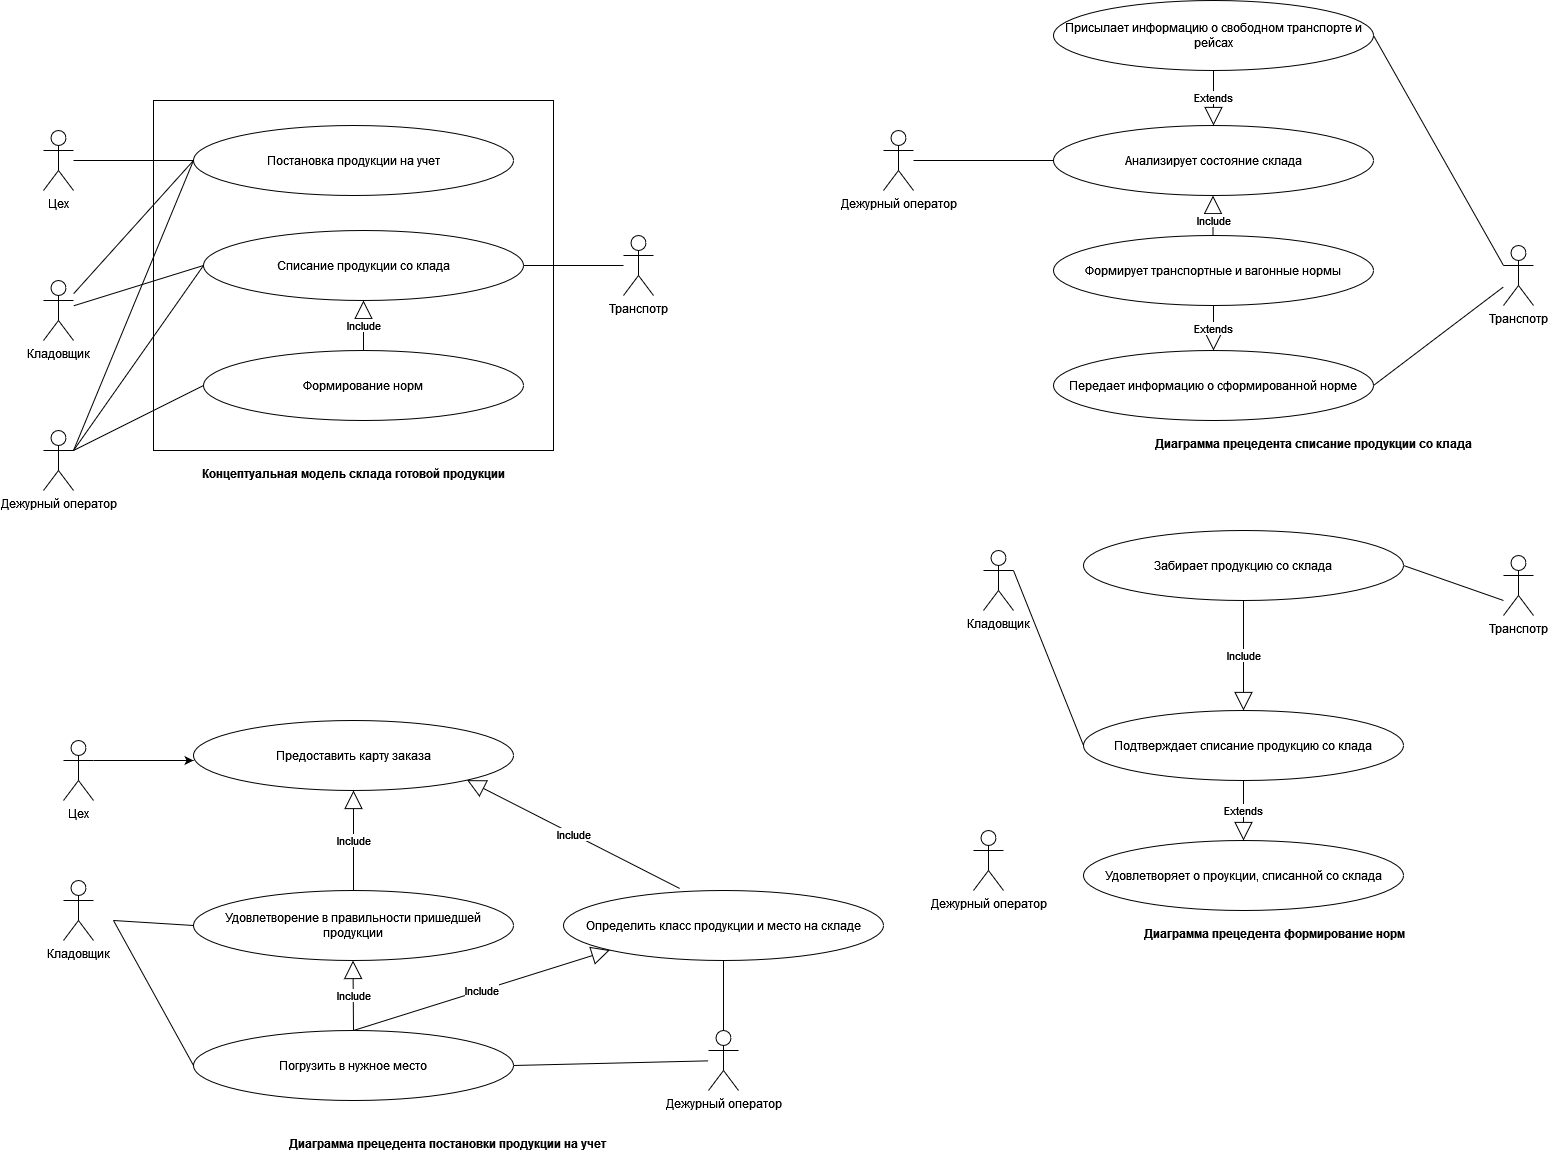 Цех
Кладовщик
Дежурный оператор
Постановка продукции на учет
Списание продукции со клада
Include
Формирование норм
Транспотр
Концептуальная модель склада готовой продукции
Присылает информацию о свободном транспорте и
рейсах
Extends
Анализирует состояние склада
Дежурный оператор
Include
Формирует транспортные и вагонные нормы
Extends
Передает информацию о сформированной норме
Транспотр
Диаграмма прецедента списание продукции со клада
Забирает продукцию со склада
Кладовщик
Транспотр
Include
Подтверждает списание продукцию со клада
Extends
Удовлетворяет о проукции, списанной со склада
Дежурный оператор
Диаграмма прецедента формирование норм
Предоставить карту заказа
Цех
Include
Include
Кладовщик
Удовлетворение в правильности пришедшей
продукции
Определить класс продукции и место на складе
Include
Include
Погрузить в нужное место
Дежурный оператор
Диаграмма прецедента постановки продукции на учет